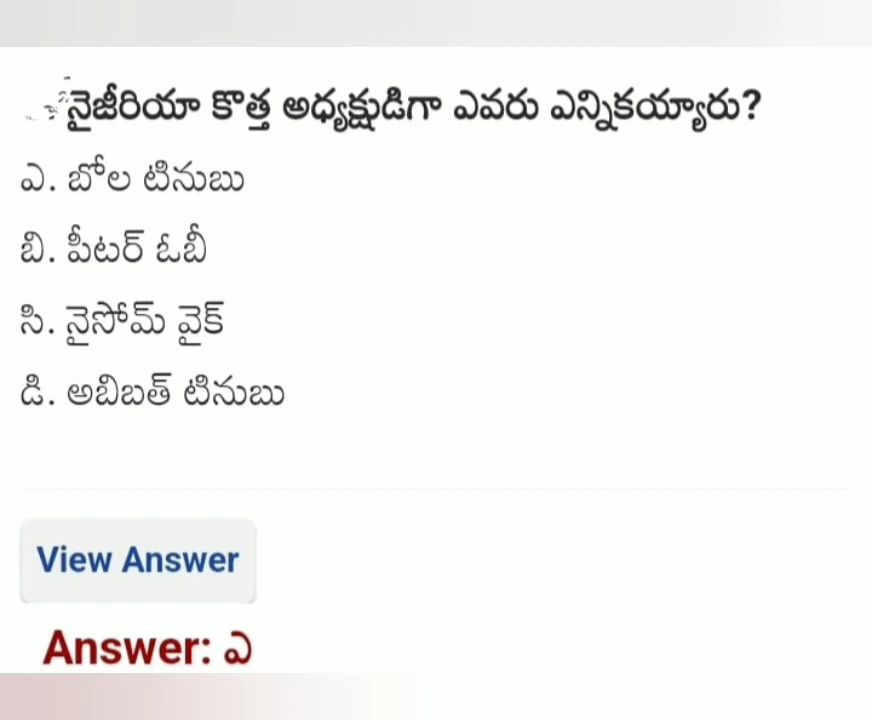 నైజీరియా కొత్త అధ్యక్షుడిగా ఎవరు ఎన్నికయ్యారు?
ఎ. బోల టినుబు
బి. పీటర్ ఓబీ
సి. నైసోమ్ వైక్
డి. అబిబత్ టినుబు
View Answer
Answer: ఎ